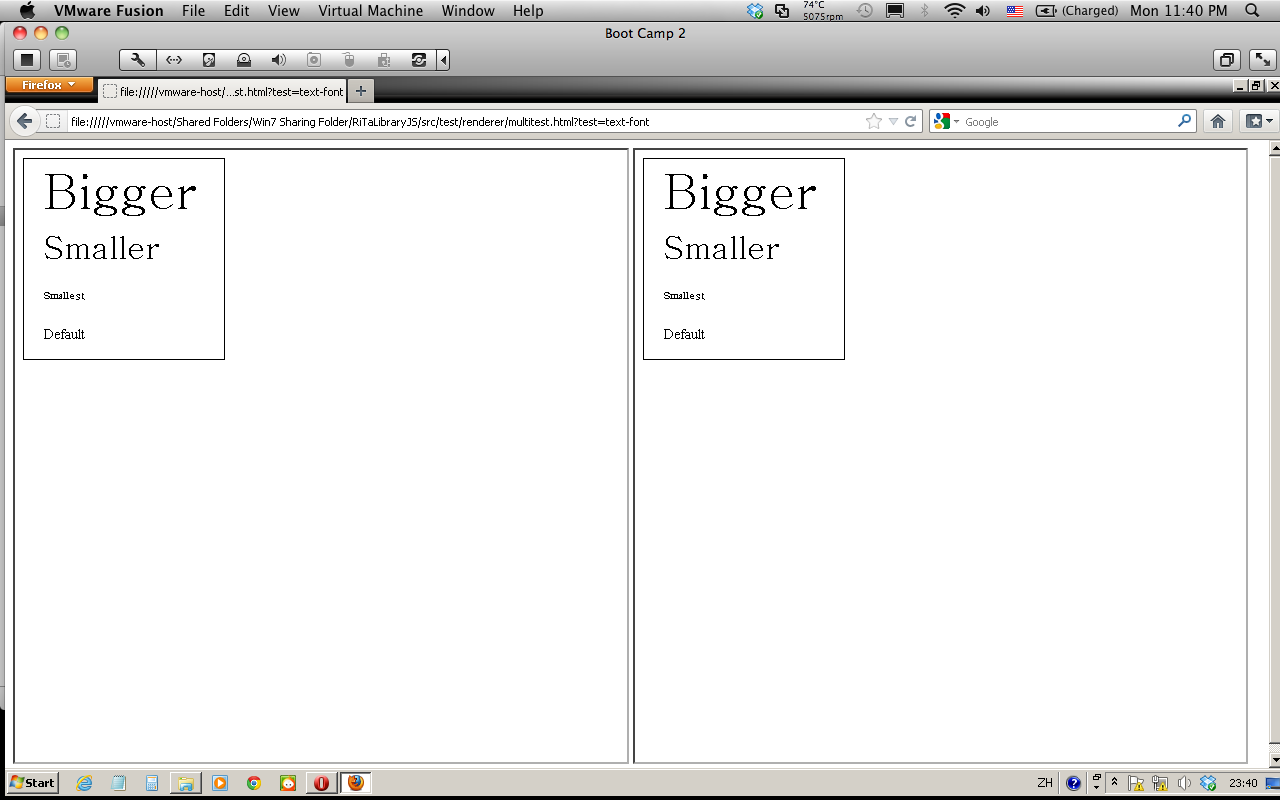 VMware Fusion File Edit View Virtual Machine Window Help 74°C 5075rpm (Charged) Mon 11:40 PM
Boot Camp 2
Firefox file://///vmware-host/...st.html?test=text-font
file://///vmware-host/Shared Folders/Win7 Sharing Folder/RiTaLibraryJS/src/test/renderer/multitest.html?test=text-font Google
Bigger
Smaller
Smallest
Default
Bigger
Smaller
Smallest
Default
Start ZH 23:40